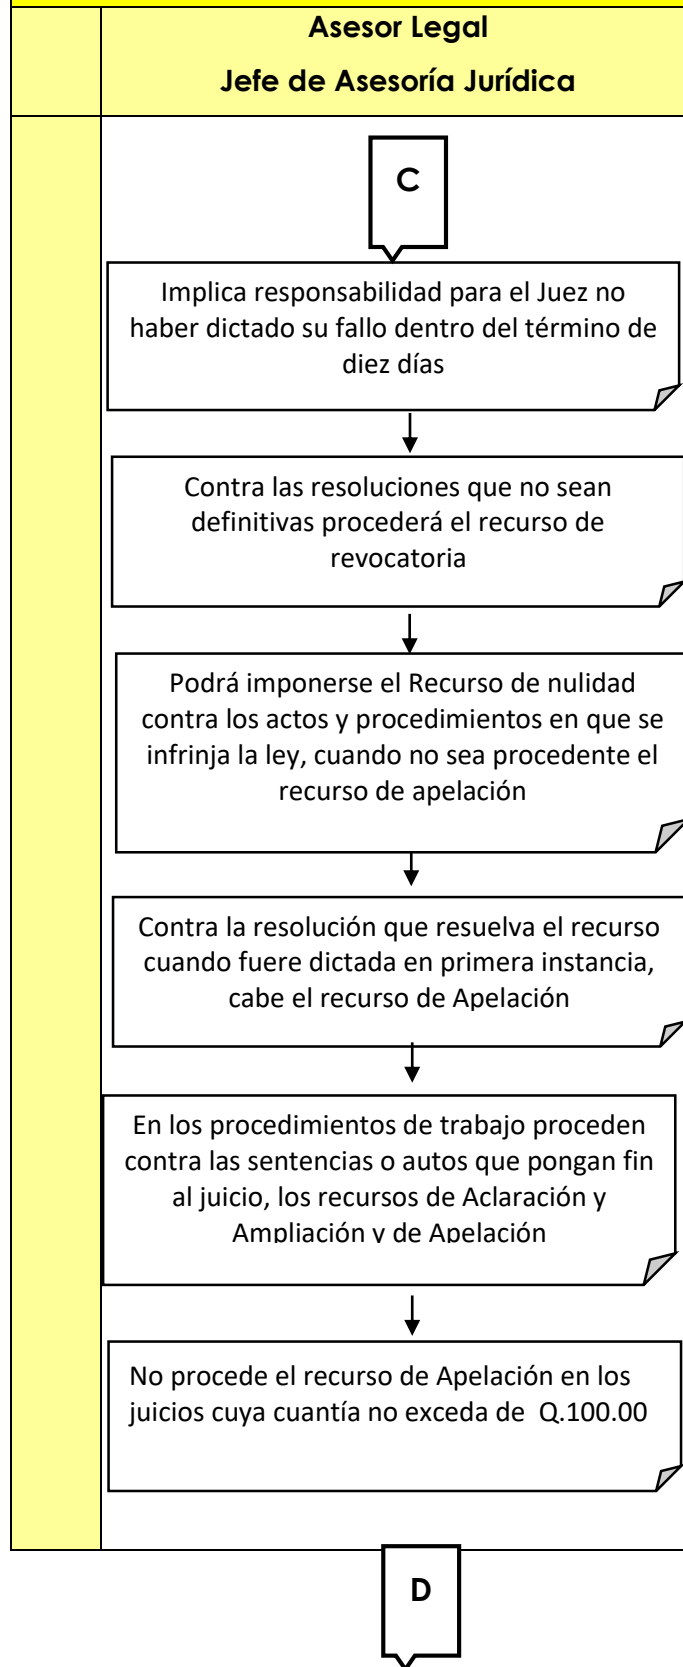 Asesor Legal
Jefe de Asesoría Jurídica
C
Implica responsabilidad para el Juez no
haber dictado su fallo dentro del término de
diez días
Contra las resoluciones que no sean
definitivas procederá el recurso de
revocatoria
Podrá imponerse el Recurso de nulidad
contra los actos y procedimientos en que se
infrinja la ley, cuando no sea procedente el
recurso de apelación
Contra la resolución que resuelva el recurso
cuando fuere dictada en primera instancia,
cabe el recurso de Apelación
En los procedimientos de trabajo proceden
contra las sentencias o autos que pongan fin
al juicio, los recursos de Aclaración y
Ampliación y de Apelación
No procede el recurso de Apelación en los
juicios cuya cuantía no exceda de Q.100.00
D